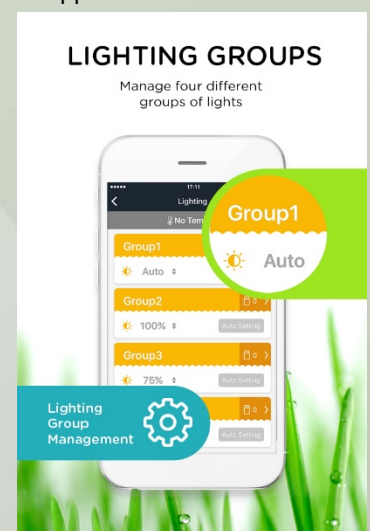 LIGHTING GROUPS
Manage four different
groups of lights
17:11
Lighting
No Tem
Group1
Auto
Group1
Auto
Group2
100%
Auto Setting
Group3
75%
Auto Setting
Auto Setting
Lighting
Group
Management